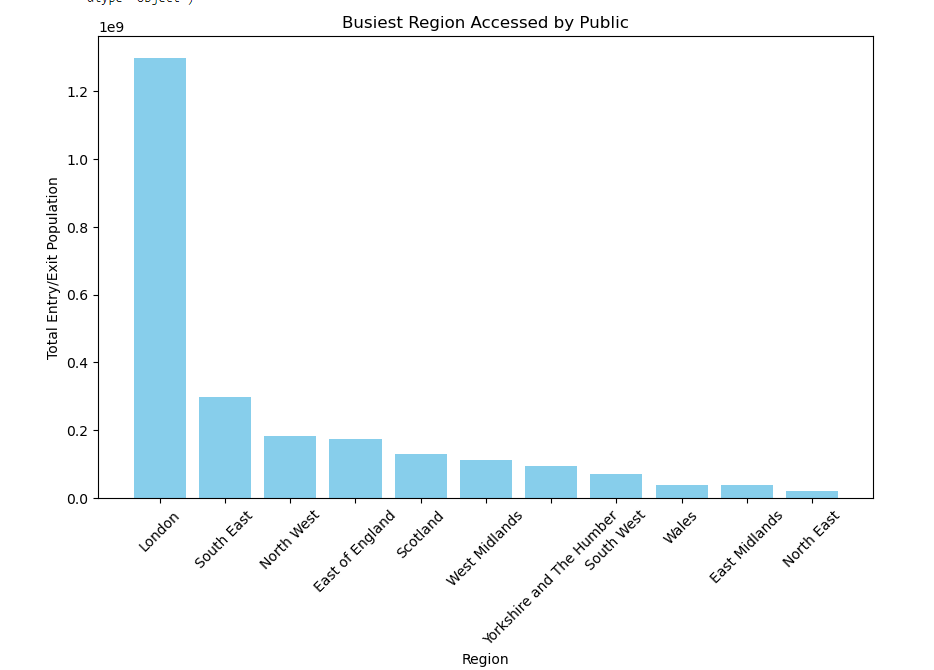 Busiest Region Accessed by Public
1e9
1.2
1.0
0.8
0.6
0.4
0.2
0.0
Total Entry/Exit Population
London
South East
North West
East of England
Scotland
West Midlands
Yorkshire and The Humber
South West
Wales
East Midlands
North East
Region